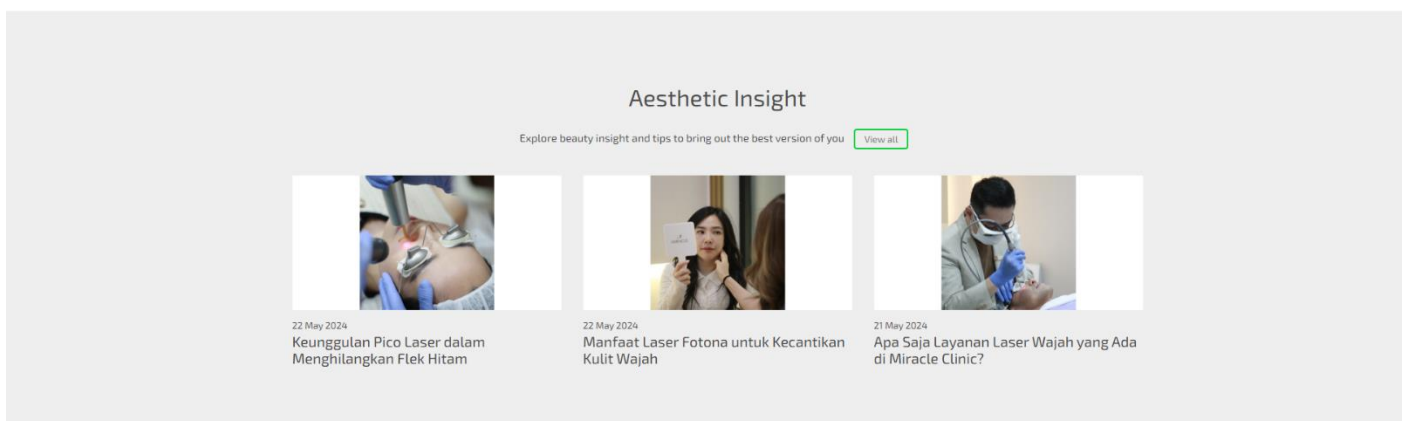 Aesthetic Insight
Explore beauty insight and tips to bring out the best version of you View all
22 May 2024
Keunggulan Pico Laser dalam
Menghilangkan Flek Hitam
22 May 2024
Manfaat Laser Fotona untuk Kecantikan
Kulit Wajah
21 May 2024
Apa Saja Layanan Laser Wajah yang Ada
di Miracle Clinic?